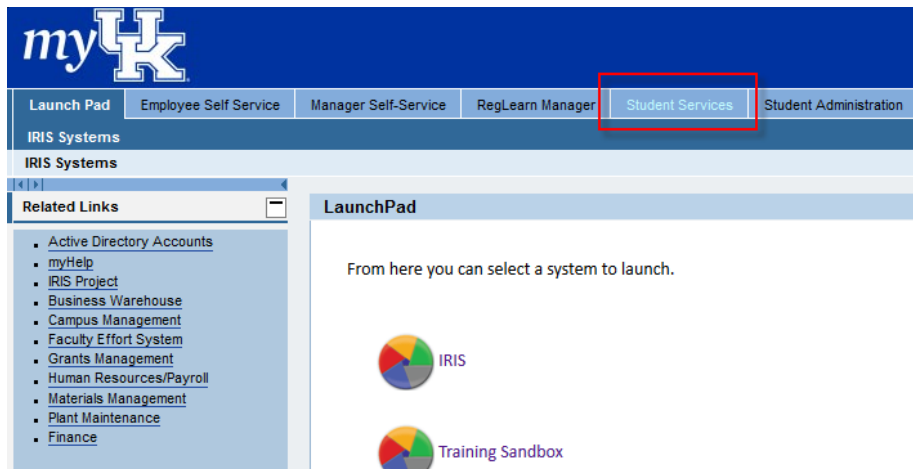 myUK
Launch Pad Employee Self Service Manager Self-Service RegLearn Manager Student Services Student Administration
IRIS Systems
IRIS Systems
Related Links
Active Directory Accounts
myHelp
IRIS Project
Business Warehouse
Campus Management
Faculty Effort System
Grants Management
Human Resources/Payroll
Materials Management
Plant Maintenance
Finance
LaunchPad
From here you can select a system to launch.
IRIS
Training Sandbox